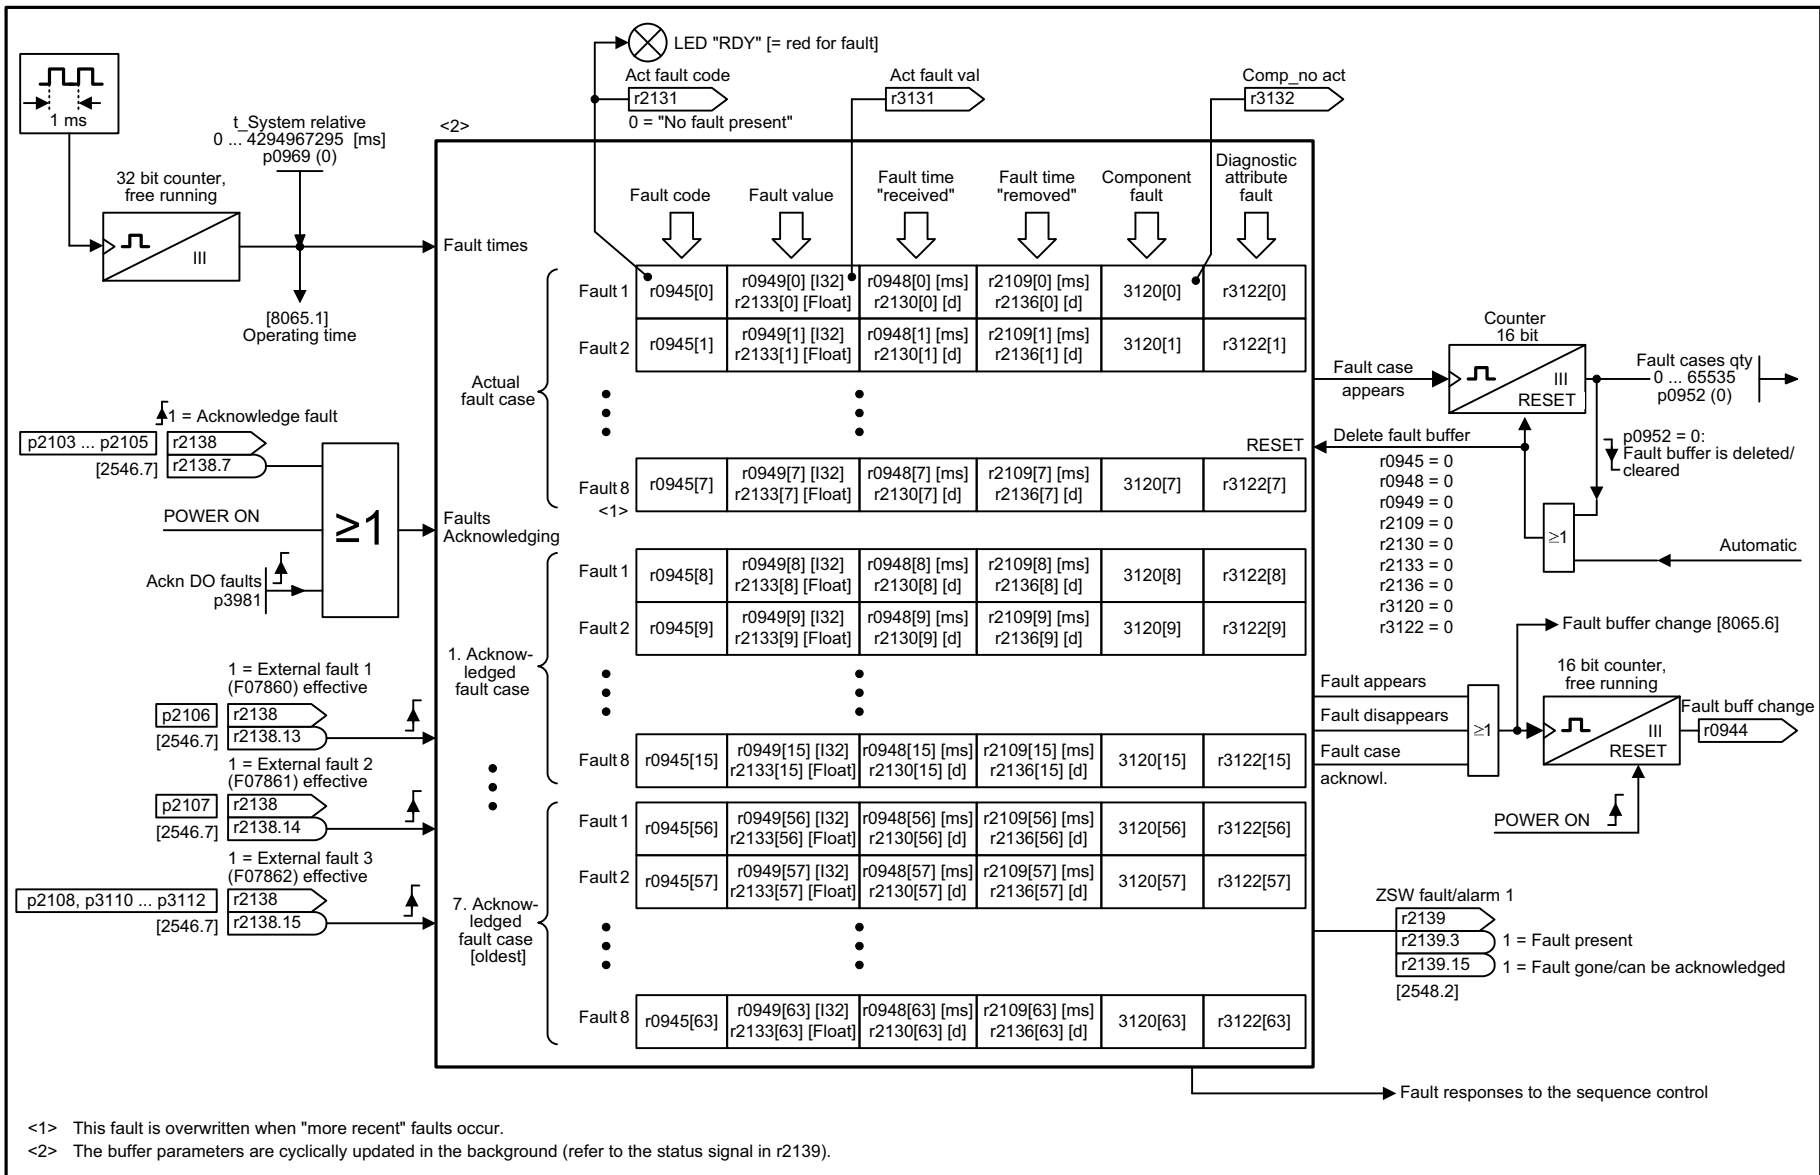 LED "RDY" [= red for fault]
Act fault code
r2131
0 = "No fault present"
Act fault val
r3131
Comp_no act
r3132
1 ms
t_System relative
0 ... 4294967295 [ms]
p0969 (0)
<2>
32 bit counter,
free running
III
[8065.1]
Operating time
Fault times
Fault code
Fault value
Fault time
"received"
Fault time
"removed"
Component
fault
Diagnostic
attribute
fault
Actual
fault case
Fault 1
r0945[0]
r0949[0] [I32]
r2133[0] [Float]
r0948[0] [ms]
r2130[0] [d]
r2109[0] [ms]
r2136[0] [d]
3120[0]
r3122[0]
Fault 2
r0945[1]
r0949[1] [I32]
r2133[1] [Float]
r0948[1] [ms]
r2130[1] [d]
r2109[1] [ms]
r2136[1] [d]
3120[1]
r3122[1]
Fault 8
<1>
r0945[7]
r0949[7] [I32]
r2133[7] [Float]
r0948[7] [ms]
r2130[7] [d]
r2109[7] [ms]
r2136[7] [d]
3120[7]
r3122[7]
1 = Acknowledge fault
p2103 ... p2105
r2138
[2546.7]
r2138.7
POWER ON
≥1
Ackn DO faults
p3981
Faults
Acknowledging
1. Acknow-
ledged
fault case
Fault 1
r0945[8]
r0949[8] [I32]
r2133[8] [Float]
r0948[8] [ms]
r2130[8] [d]
r2109[8] [ms]
r2136[8] [d]
3120[8]
r3122[8]
Fault 2
r0945[9]
r0949[9] [I32]
r2133[9] [Float]
r0948[9] [ms]
r2130[9] [d]
r2109[9] [ms]
r2136[9] [d]
3120[9]
r3122[9]
Fault 8
r0945[15]
r0949[15] [I32]
r2133[15] [Float]
r0948[15] [ms]
r2130[15] [d]
r2109[15] [ms]
r2136[15] [d]
3120[15]
r3122[15]
1 = External fault 1
(F07860) effective
p2106
r2138
[2546.7]
r2138.13
1 = External fault 2
(F07861) effective
p2107
r2138
[2546.7]
r2138.14
1 = External fault 3
(F07862) effective
p2108, p3110 ... p3112
r2138
[2546.7]
r2138.15
7. Acknow-
ledged
fault case
[oldest]
Fault 1
r0945[56]
r0949[56] [I32]
r2133[56] [Float]
r0948[56] [ms]
r2130[56] [d]
r2109[56] [ms]
r2136[56] [d]
3120[56]
r3122[56]
Fault 2
r0945[57]
r0949[57] [I32]
r2133[57] [Float]
r0948[57] [ms]
r2130[57] [d]
r2109[57] [ms]
r2136[57] [d]
3120[57]
r3122[57]
Fault 8
r0945[63]
r0949[63] [I32]
r2133[63] [Float]
r0948[63] [ms]
r2130[63] [d]
r2109[63] [ms]
r2136[63] [d]
3120[63]
r3122[63]
Fault case
appears
Counter
16 bit
III
RESET
Fault cases qty
0 ... 65535
p0952 (0)
RESET
Delete fault buffer
r0945 = 0
r0948 = 0
r0949 = 0
r2109 = 0
r2130 = 0
r2133 = 0
r2136 = 0
r3120 = 0
r3122 = 0
p0952 = 0:
Fault buffer is deleted/
cleared
≥1
Automatic
Fault buffer change [8065.6]
Fault appears
Fault disappears
Fault case
acknowl.
≥1
16 bit counter,
free running
III
RESET
Fault buff change
r0944
POWER ON
ZSW fault/alarm 1
r2139
r2139.3
1 = Fault present
r2139.15
1 = Fault gone/can be acknowledged
[2548.2]
Fault responses to the sequence control
<1> This fault is overwritten when "more recent" faults occur.
<2> The buffer parameters are cyclically updated in the background (refer to the status signal in r2139).